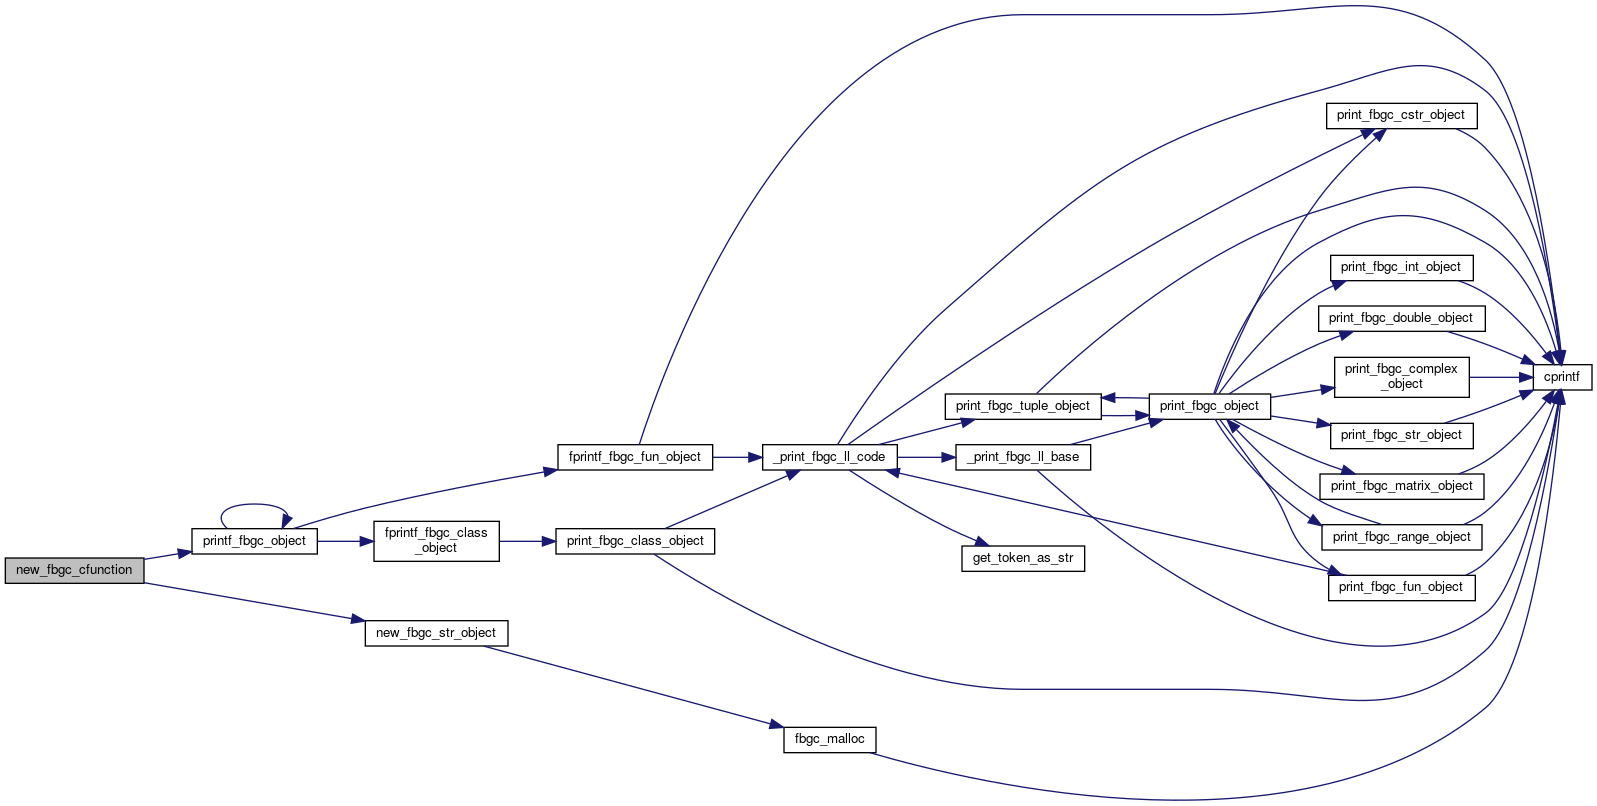 new_fbgc_cfunction
printf_fbgc_object
fprintf_fbgc_class
_object
new_fbgc_str_object
fprintf_fbgc_fun_object
print_fbgc_class_object
_print_fbgc_ll_code
fbgc_malloc
print_fbgc_tuple_object
_print_fbgc_ll_base
get_token_as_str
print_fbgc_object
print_fbgc_cstr_object
print_fbgc_int_object
print_fbgc_double_object
print_fbgc_complex
_object
print_fbgc_str_object
print_fbgc_matrix_object
print_fbgc_range_object
print_fbgc_fun_object
cprintf